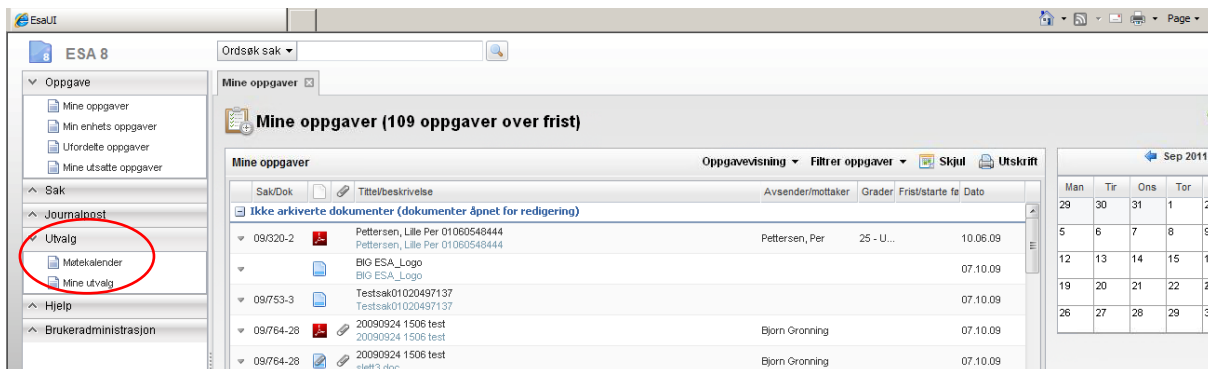 EsaUI
Page
8 ESA 8
Ordsøk sak
Oppgave
Mine oppgaver
Min enhets oppgaver
Ufordelte oppgaver
Mine utsatte oppgaver
Sak
Journalpost
Utvalg
Møtekalender
Mine utvalg
Hjelp
Brukeradministrasjon
Mine oppgaver
Mine oppgaver (109 oppgaver over frist)
Mine oppgaver Oppgavevisning Filtrer oppgaver Skjul Utskrift
Sak/Dok Tittel/beskrivelse Avsender/mottaker Grader Frist/starte fø Dato
Ikke arkiverte dokumenter (dokumenter åpnet for redigering)
09/320-2 Pettersen, Lille Per 01060548444 Pettersen, Per 25 - U... 10.06.09
Pettersen, Lille Per 01060548444
BIG ESA_Logo 07.10.09
BIG ESA_Logo
09/753-3 Testsak01020497137 07.10.09
Testsak01020497137
09/764-28 20090924 1506 test Bjorn Gronning 07.10.09
20090924 1506 test
09/764-28 20090924 1506 test Bjorn Gronning 07.10.09
slett3.doc
Sep 2011
Man Tir Ons Tor
29 30 31 1
5 6 7 8
12 13 14 15
19 20 21 22
26 27 28 29